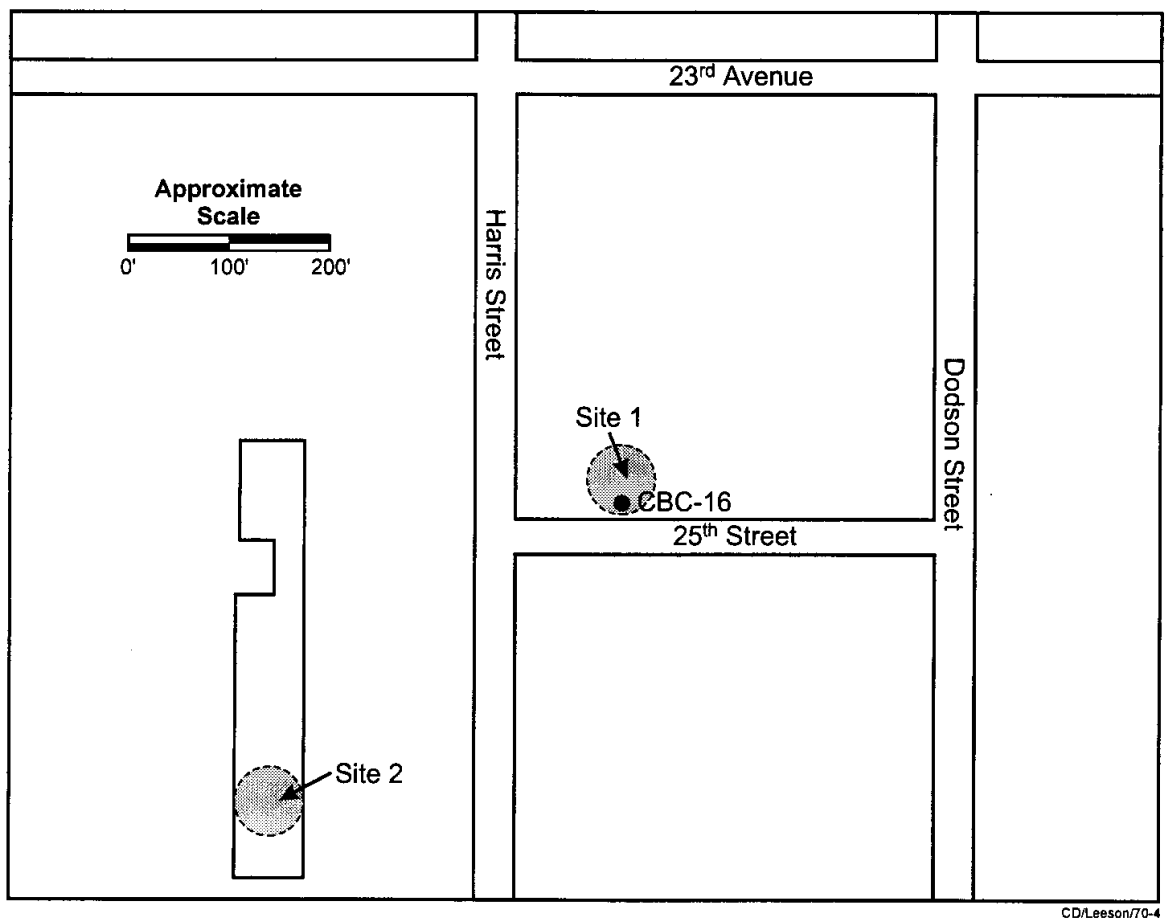 23rd Avenue
Approximate
Scale
0' 100' 200'
Harris Street
Dodson Street
Site 1
CBC-16
25th Street
Site 2
CD/Leeson/70-4